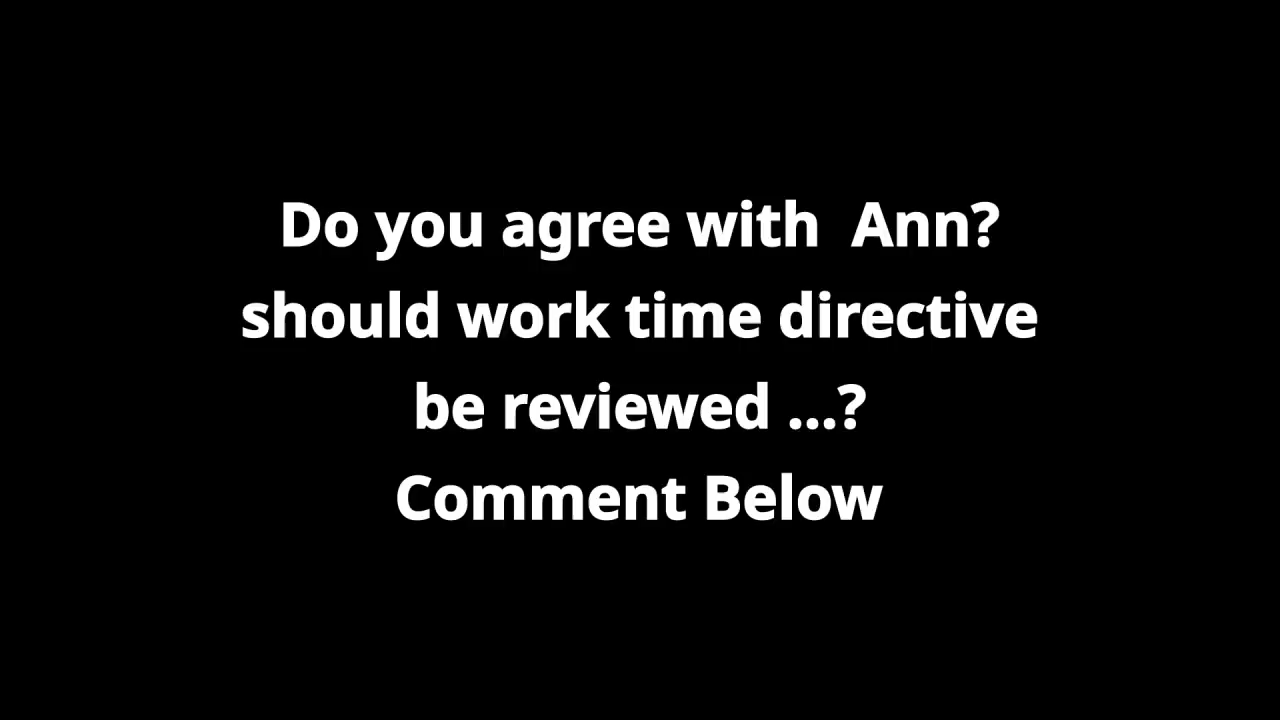 Do you agree with  Ann?
should work time directive
be reviewed ...?
Comment Below